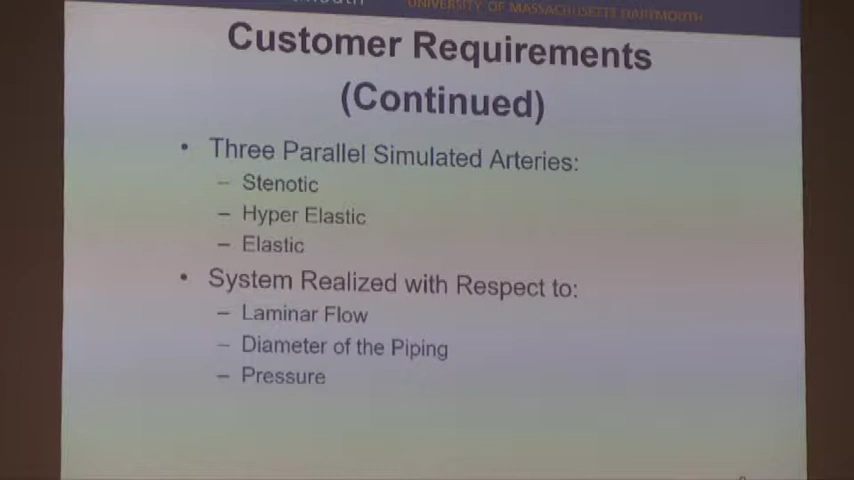 UNIVERSITY OF MASSACHUSETTS DARTMOUTH
Customer Requirements
(Continued)
• Three Parallel Simulated Arteries:
– Stenotic
– Hyper Elastic
– Elastic
• System Realized with Respect to:
– Laminar Flow
– Diameter of the Piping
– Pressure